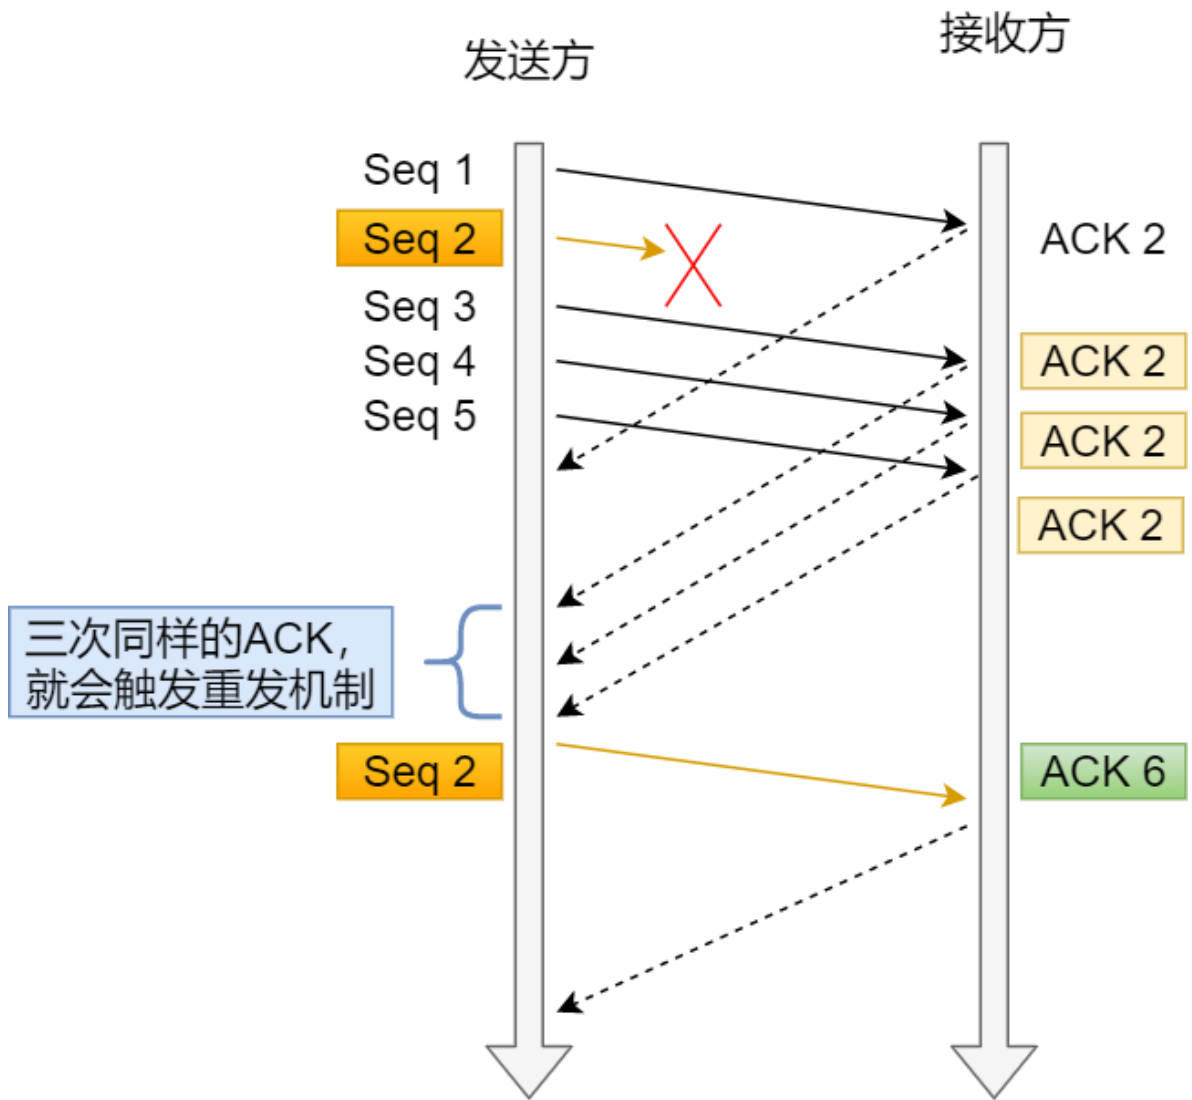 发送方
接收方
Seq 1
Seq 2
ACK 2
Seq 3
Seq 4
ACK 2
Seq 5
ACK 2
ACK 2
三次同样的ACK，
就会触发重发机制
Seq 2
ACK 6